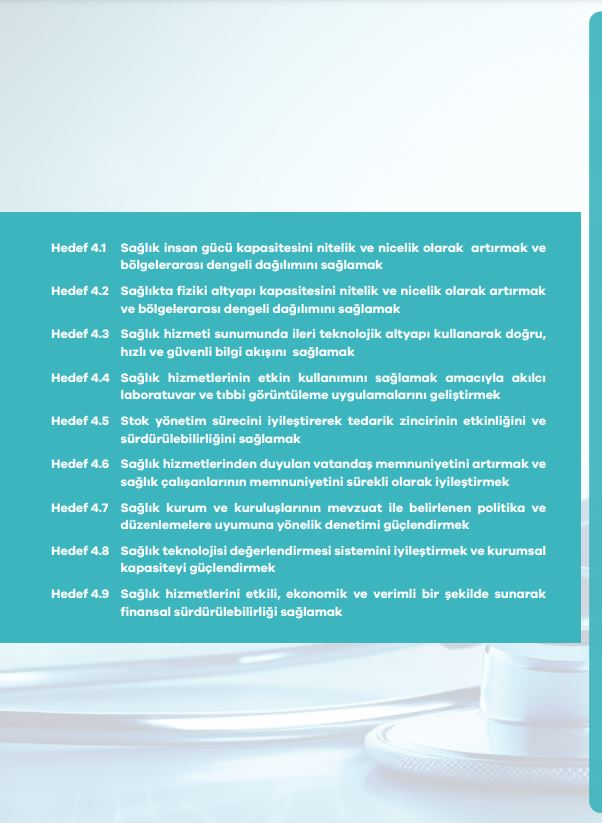 Hedef 4.1 Sağlık insan gücü kapasitesini nitelik ve nicelik olarak artırmak ve
bölgelerarası dengeli dağılımını sağlamak
Hedef 4.2 Sağlıkta fiziki altyapı kapasitesini nitelik ve nicelik olarak artırmak
ve bölgelerarası dengeli dağılımını sağlamak
Hedef 4.3 Sağlık hizmeti sunumunda ileri teknolojik altyapı kullanarak doğru,
hızlı ve güvenli bilgi akışını sağlamak
Hedef 4.4 Sağlık hizmetlerinin etkin kullanımını sağlamak amacıyla akılcı
laboratuvar ve tıbbi görüntüleme uygulamalarını geliştirmek
Hedef 4.5 Stok yönetim sürecini iyileştirerek tedarik zincirinin etkinliğini ve
sürdürülebilirliğini sağlamak
Hedef 4.6 Sağlık hizmetlerinden duyulan vatandaş memnuniyetini artırmak ve
sağlık çalışanlarının memnuniyetini sürekli olarak iyileştirmek
Hedef 4.7 Sağlık kurum ve kuruluşlarının mevzuat ile belirlenen politika ve
düzenlemelere uyumuna yönelik denetimi güçlendirmek
Hedef 4.8 Sağlık teknolojisi değerlendirmesi sistemini iyileştirmek ve kurumsal
kapasiteyi güçlendirmek
Hedef 4.9 Sağlık hizmetlerini etkili, ekonomik ve verimli bir şekilde sunarak
finansal sürdürülebilirliği sağlamak